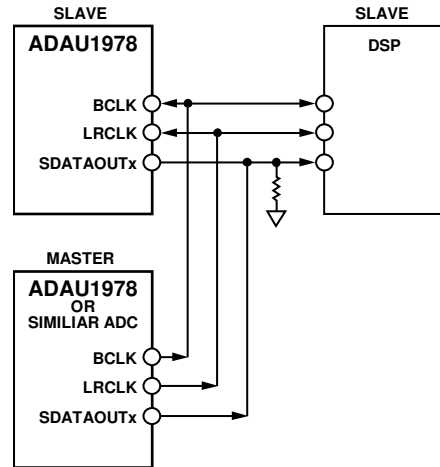 SLAVE
ADAU1978
BCLK
LRCLK
SDATAOUTx
SLAVE
DSP
MASTER
ADAU1978
OR
SIMILIAR ADC
BCLK
LRCLK
SDATAOUTx